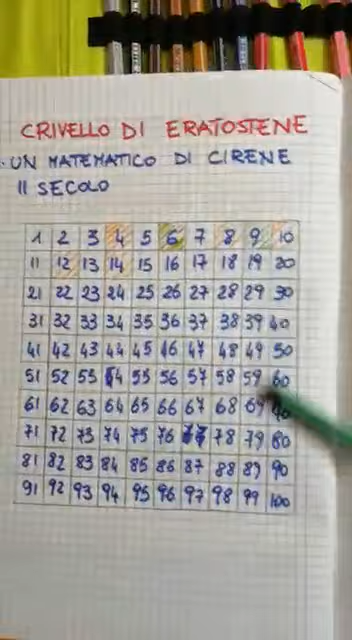 CRIVELLO DI ERATOSTENE
UN MATEMATICO DI CIRENE
II SECOLO
1 2 3 4 5 6 7 8 9 10
11 12 13 14 15 16 17 18 19 20
21 22 23 24 25 26 27 28 29 30
31 32 33 34 35 36 37 38 39 40
41 42 43 44 45 46 47 48 49 50
51 52 53 54 55 56 57 58 59 60
61 62 63 64 65 66 67 68 69
71 72 73 74 75 76 77 78 79 80
81 82 83 84 85 86 87 88 89 90
91 92 93 94 95 96 97 98 99 100